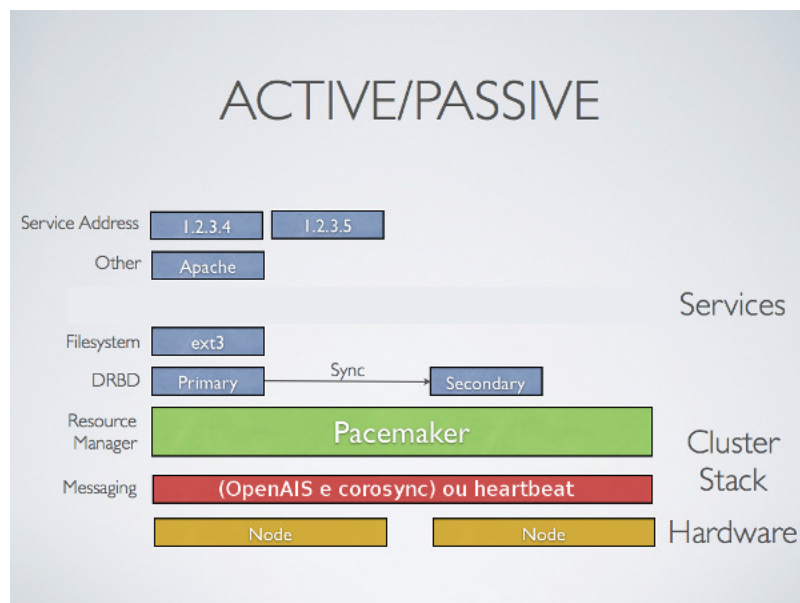 ACTIVE/PASSIVE
Service Address 1.2.3.4 1.2.3.5
Other Apache
Services
Filesystem ext3
DRBD Primary Sync Secondary
Resource
Manager
Pacemaker
Cluster
Stack
Messaging (OpenAIS e corosync) ou heartbeat
Node Node Hardware